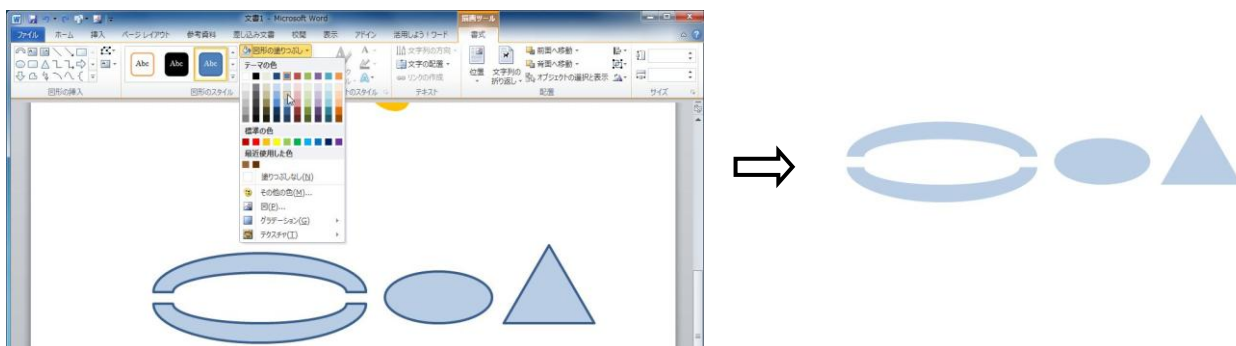 文書1 - Microsoft Word
描画ツール
ファイル ホーム 挿入 ページ レイアウト 参考資料 差し込み文書 校閲 表示 アドイン 活用しよう！ワード 書式
Abc Abc Abc
図形の塗りつぶし
文字列の方向
文字の配置
リンクの作成
位置
文字列の
折り返し
前面へ移動
背面へ移動
オブジェクトの選択と表示
図形の挿入
図形のスタイル
テキスト
配置
サイズ
テーマの色
標準の色
最近使用した色
塗りつぶしなし(N)
その他の色(M)...
図(P)...
グラデーション(G)
テクスチャ(T)